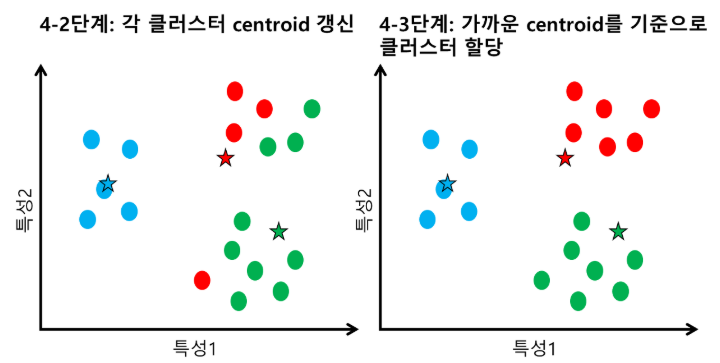 4-2단계: 각 클러스터 centroid 갱신
4-3단계: 가까운 centroid를 기준으로
클러스터 할당
특성2
특성1
특성2
특성1